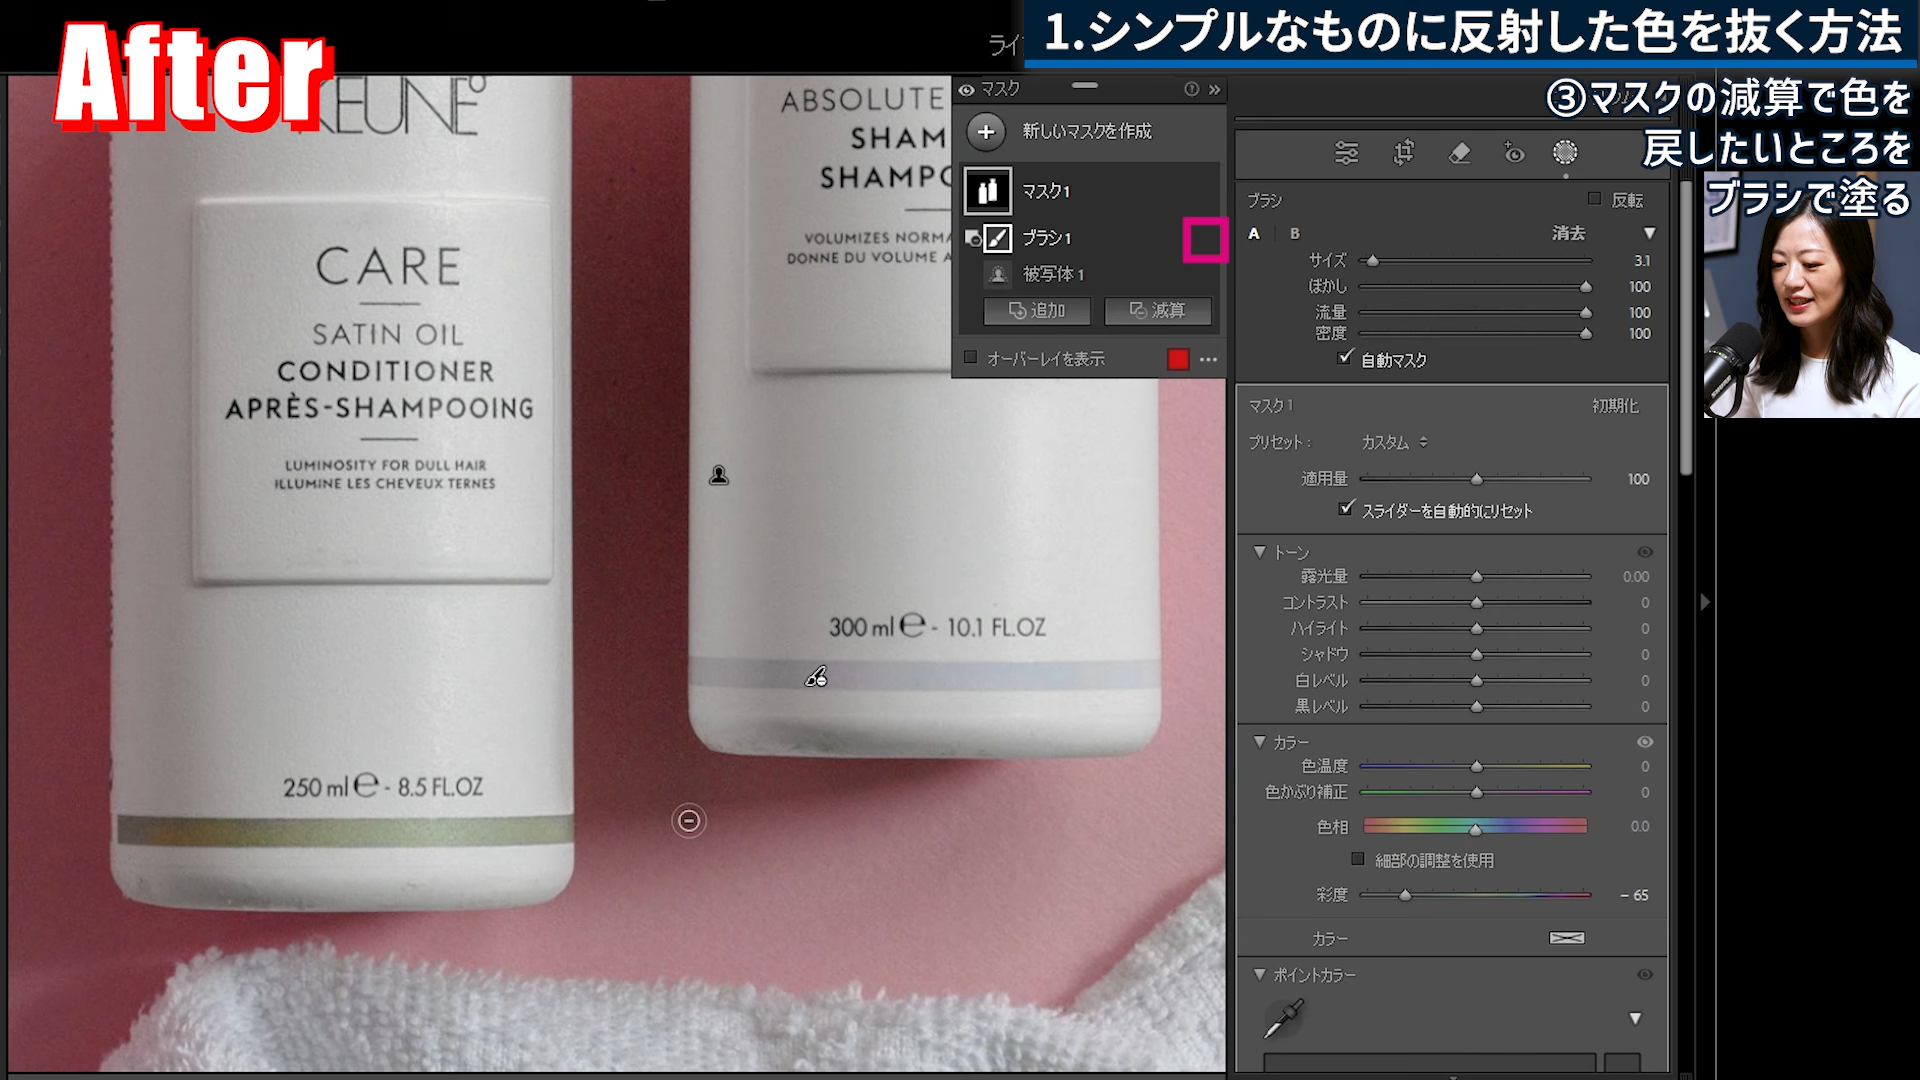 After
ライ
1.シンプルなものに反射した色を抜く方法
③マスクの減算で色を
戻したいところを
ブラシで塗る
KEUNE
CARE
SATIN OIL
CONDITIONER
APRÈS-SHAMPOOING
LUMINOSITY FOR DULL HAIR
ILLUMINE LES CHEVEUX TERNES
250 ml ℮ - 8.5 FL.OZ
ABSOLUTE
SHAM
SHAMPO
VOLUMIZES NORMA
DONNE DU VOLUME A
300 ml ℮ - 10.1 FL.OZ
マスク
新しいマスクを作成
マスク1
ブラシ1
被写体 1
追加
減算
オーバーレイを表示
ブラシ
反転
A B 消去
サイズ 3.1
ぼかし 100
流量 100
密度 100
自動マスク
マスク1 初期化
プリセット : カスタム
適用量 100
スライダーを自動的にリセット
トーン
露光量 0.00
コントラスト 0
ハイライト 0
シャドウ 0
白レベル 0
黒レベル 0
カラー
色温度 0
色かぶり補正 0
色相 0.0
細部の調整を使用
彩度 - 65
カラー
ポイントカラー